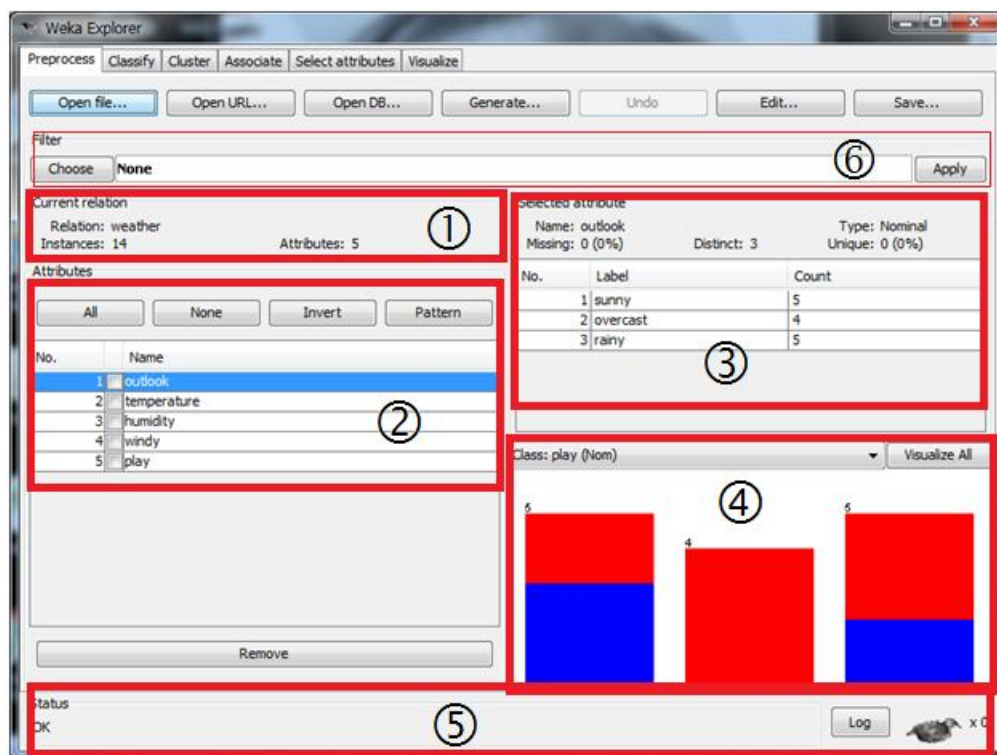 Weka Explorer
Preprocess Classify Cluster Associate Select attributes Visualize
Open file... Open URL... Open DB... Generate... Undo Edit... Save...
Filter
Choose None ⑥ Apply
Current relation
Relation: weather
Instances: 14 Attributes: 5
①
Attributes
All None Invert Pattern
No. Name
1 outlook
2 temperature
3 humidity
4 windy
5 play
②
Remove
Selected attribute
Name: outlook Type: Nominal
Missing: 0 (0%) Distinct: 3 Unique: 0 (0%)
No. Label Count
1 sunny 5
2 overcast 4
3 rainy 5
③
Class: play (Nom) Visualize All
④
5 4 5
Status
OK
⑤
Log x 0